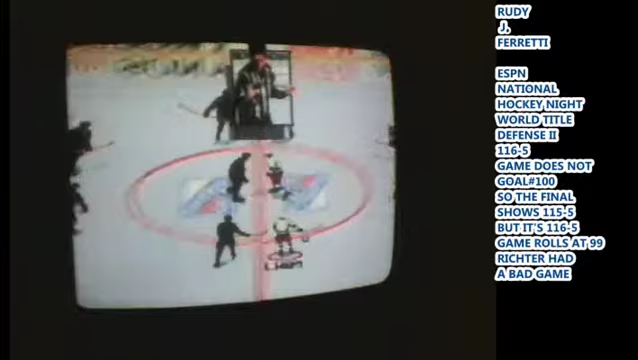 RUDY
J.
FERRETTI
ESPN
NATIONAL
HOCKEY NIGHT
WORLD TITLE
DEFENSE II
116-5
GAME DOES NOT
GOAL#100
SO THE FINAL
SHOWS 115-5
BUT IT'S 116-5
GAME ROLLS AT 99
RICHTER HAD
A BAD GAME